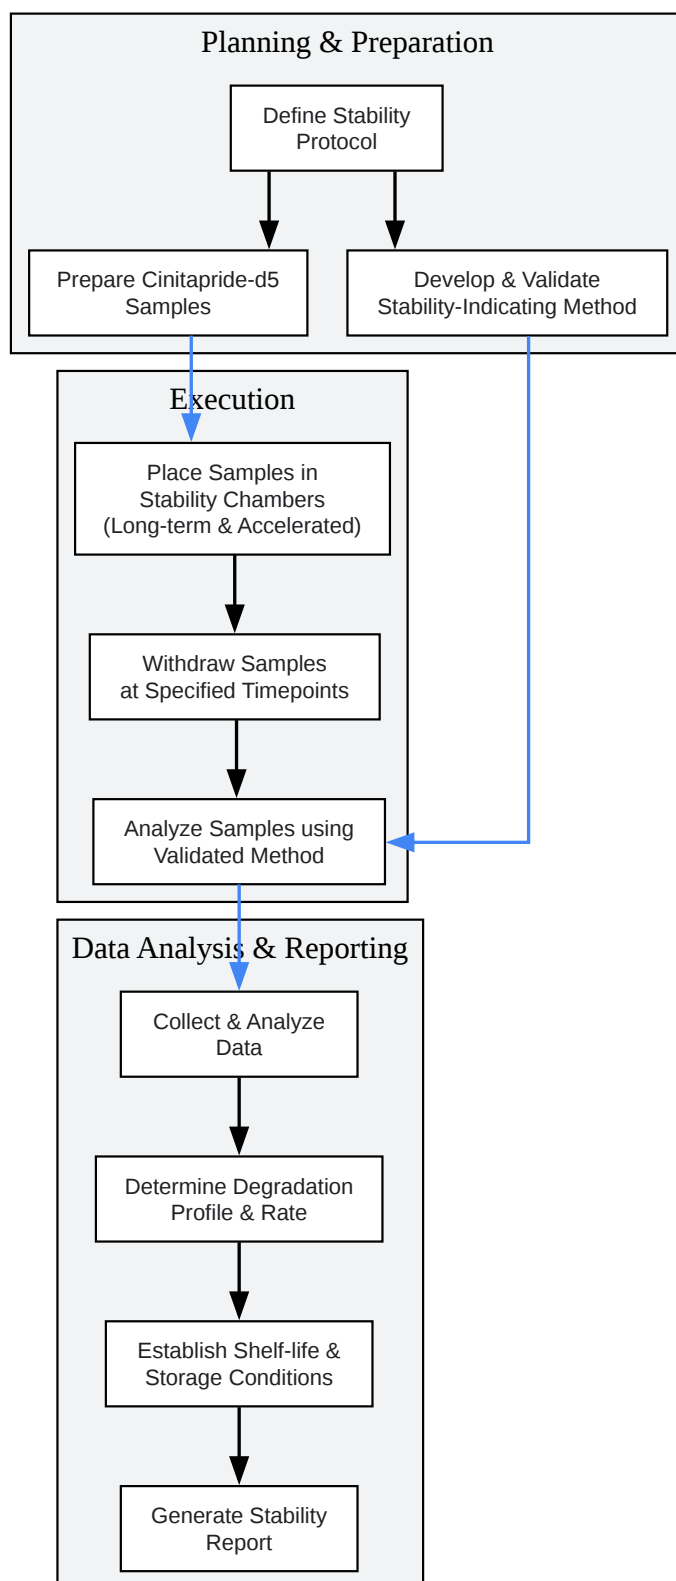 Planning & Preparation
Define Stability
Protocol
Prepare Cinitapride-d5
Samples
Develop & Validate
Stability-Indicating Method
Execution
Place Samples in
Stability Chambers
(Long-term & Accelerated)
Withdraw Samples
at Specified Timepoints
Analyze Samples using
Validated Method
Data Analysis & Reporting
Collect & Analyze
Data
Determine Degradation
Profile & Rate
Establish Shelf-life &
Storage Conditions
Generate Stability
Report